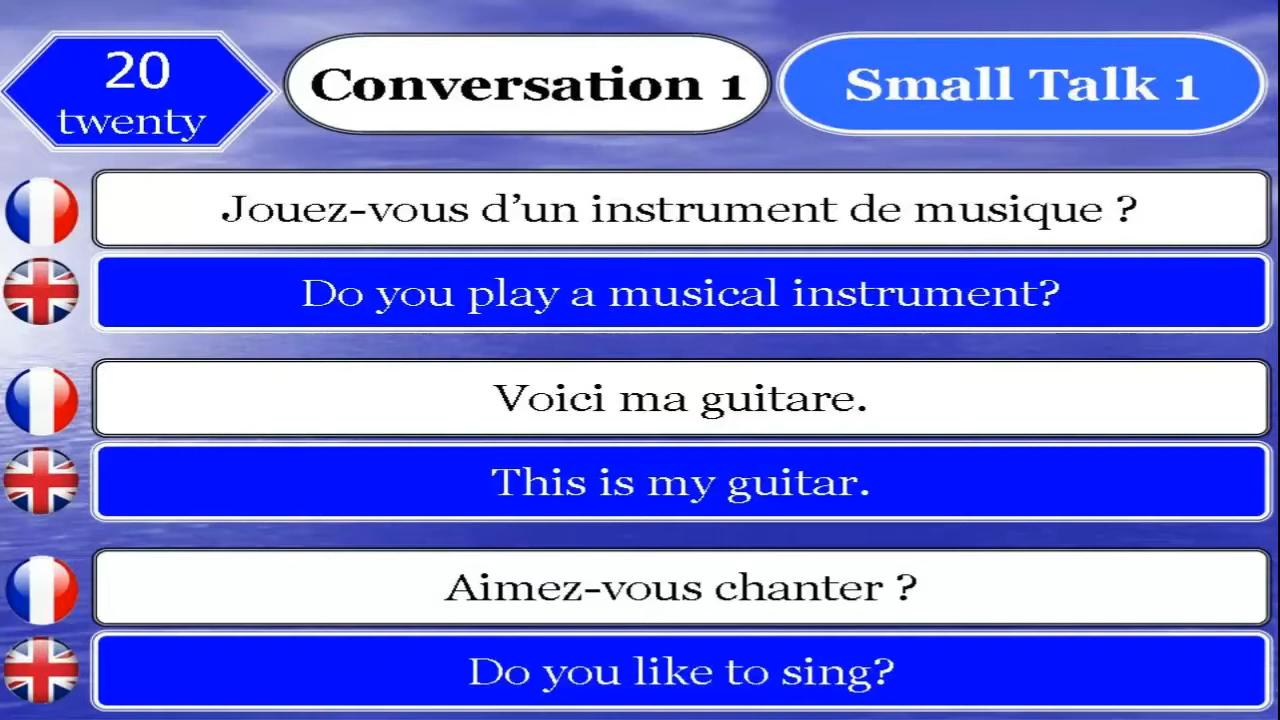 20
twenty
Conversation 1
Small Talk 1
Jouez-vous d’un instrument de musique ?
Do you play a musical instrument?
Voici ma guitare.
This is my guitar.
Aimez-vous chanter ?
Do you like to sing?